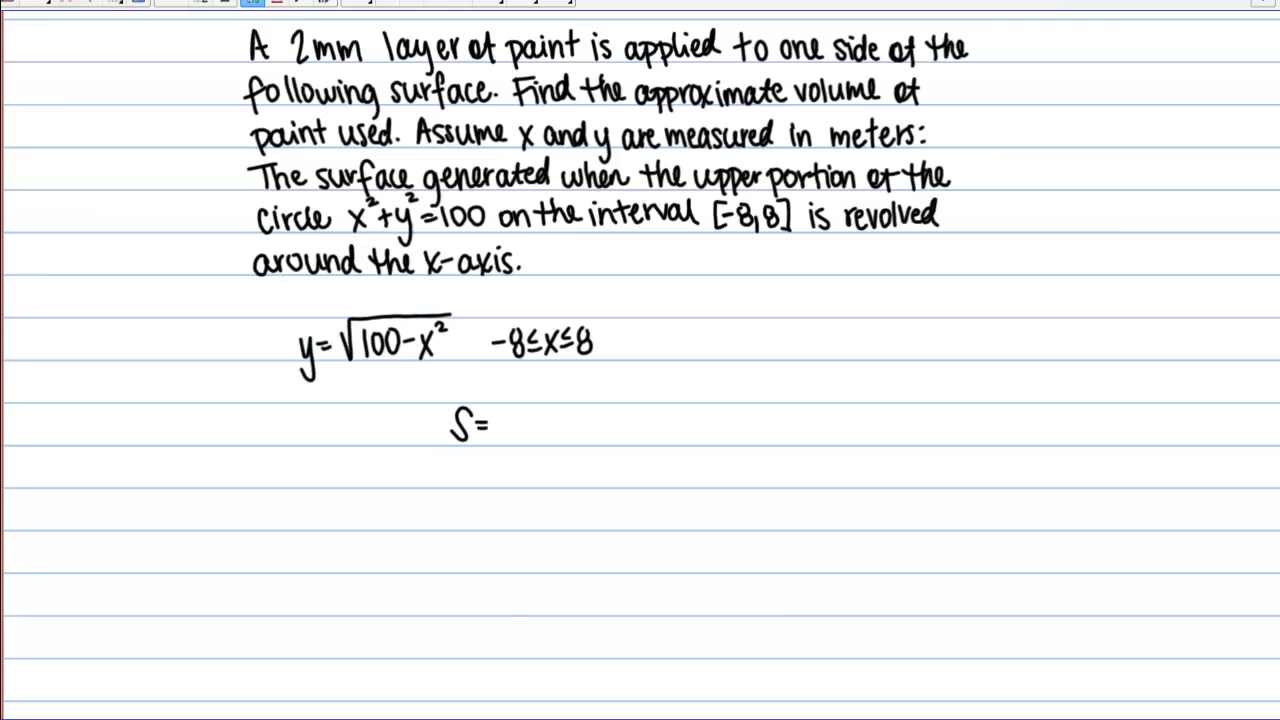 A 2mm layer of paint is applied to one side of the
following surface. Find the approximate volume of
paint used. Assume x and y are measured in meters:
The surface generated when the upper portion of the
circle x²+y²=100 on the interval [-8,8] is revolved
around the x-axis.
y=√(100-x²) -8≤x≤8
S=